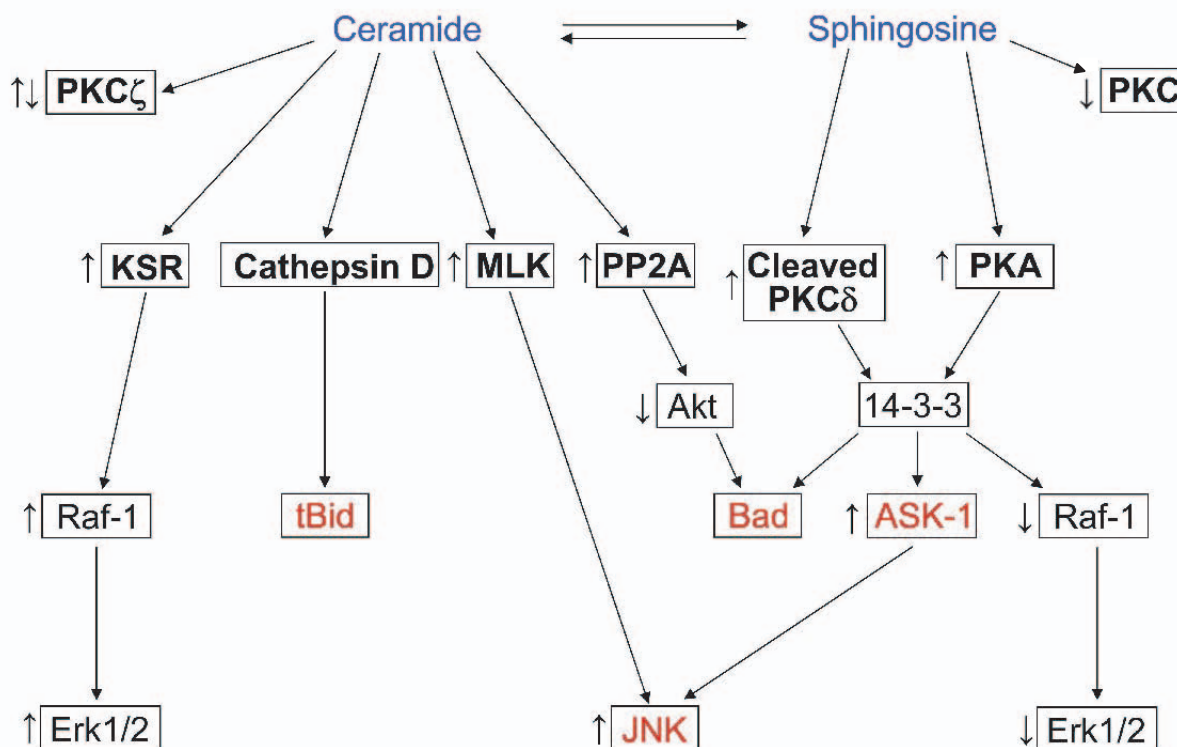 Ceramide
Sphingosine
↑↓ PKCζ
↓ PKC
↑ KSR
Cathepsin D
↑ MLK
↑ PP2A
↑ Cleaved
PKCδ
↑ PKA
↓ Akt
14-3-3
↑ Raf-1
tBid
Bad
↑ ASK-1
↓ Raf-1
↑ Erk1/2
↑ JNK
↓ Erk1/2